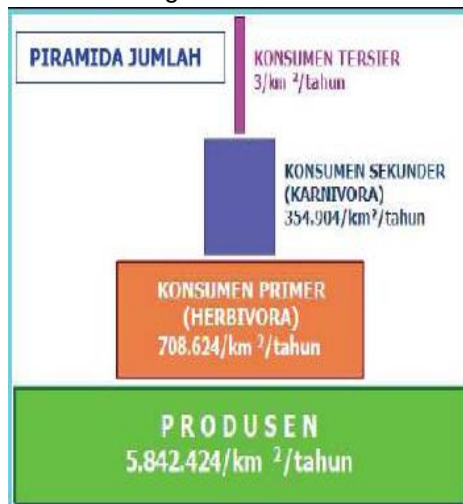 PIRAMIDA JUMLAH
KONSUMEN TERSIER
3/km ²/tahun
KONSUMEN SEKUNDER
(KARNIVORA)
354.904/km²/tahun
KONSUMEN PRIMER
(HERBIVORA)
708.624/km ²/tahun
PRODUSEN
5.842.424/km ²/tahun